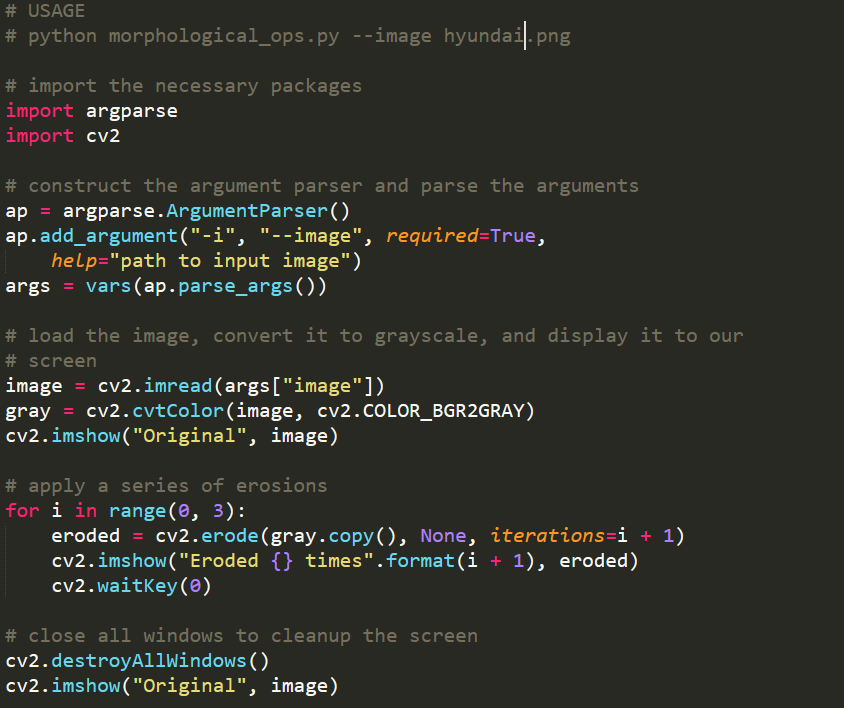 # USAGE
# python morphological_ops.py --image hyundai.png
# import the necessary packages
import argparse
import cv2
# construct the argument parser and parse the arguments
ap = argparse.ArgumentParser()
ap.add_argument("-i", "--image", required=True,
    help="path to input image")
args = vars(ap.parse_args())
# load the image, convert it to grayscale, and display it to our
# screen
image = cv2.imread(args["image"])
gray = cv2.cvtColor(image, cv2.COLOR_BGR2GRAY)
cv2.imshow("Original", image)
# apply a series of erosions
for i in range(0, 3):
    eroded = cv2.erode(gray.copy(), None, iterations=i + 1)
    cv2.imshow("Eroded {} times".format(i + 1), eroded)
    cv2.waitKey(0)
# close all windows to cleanup the screen
cv2.destroyAllWindows()
cv2.imshow("Original", image)